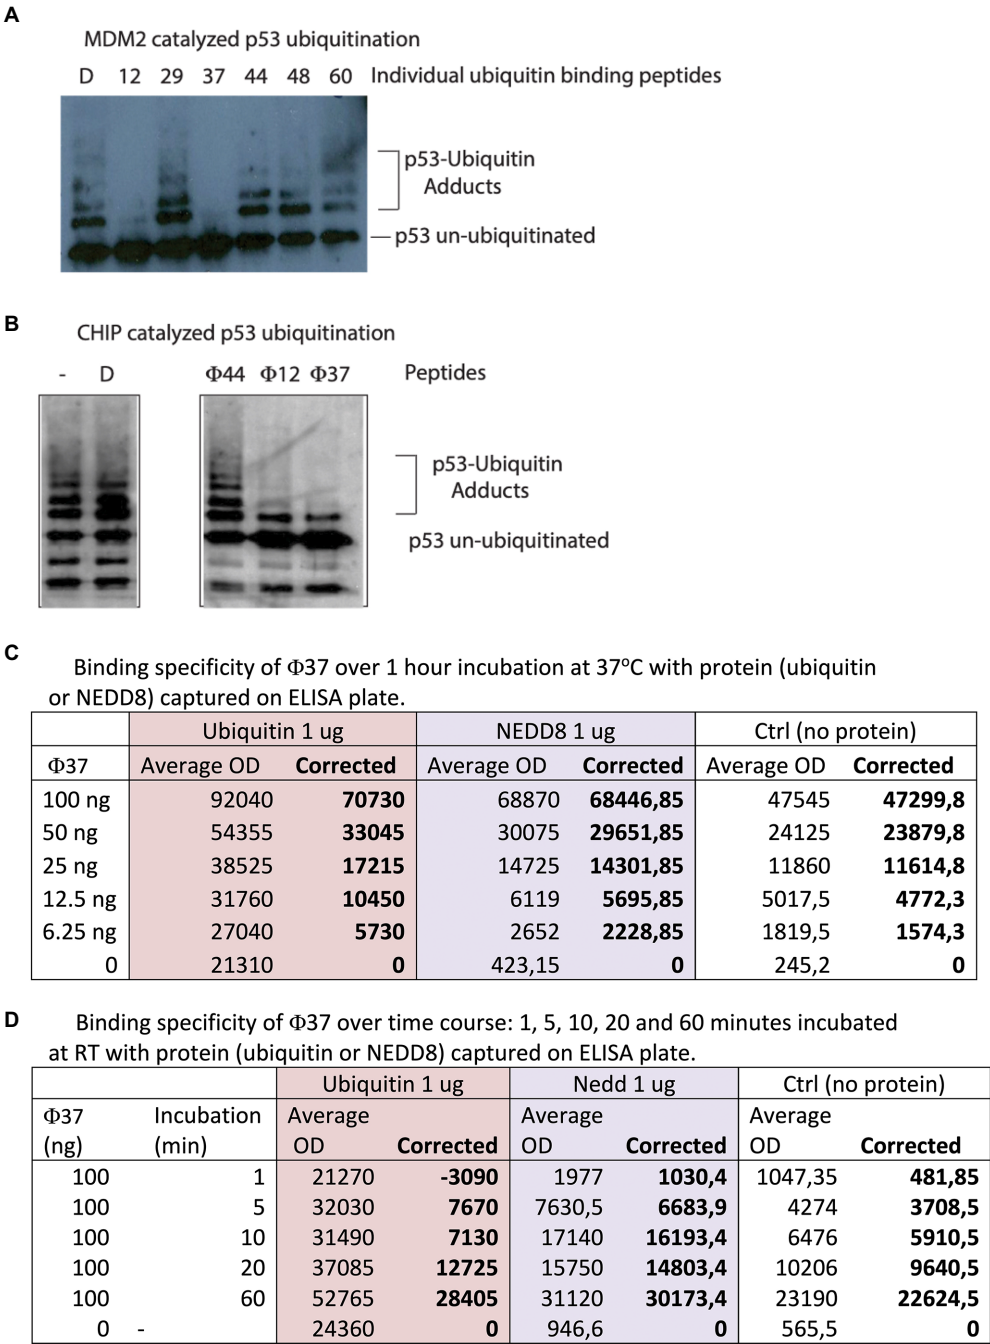 A
MDM2 catalyzed p53 ubiquitination
D 12 29 37 44 48 60 Individual ubiquitin binding peptides
p53-Ubiquitin
Adducts
p53 un-ubiquitinated
B
CHIP catalyzed p53 ubiquitination
- D Φ44 Φ12 Φ37 Peptides
p53-Ubiquitin
Adducts
p53 un-ubiquitinated
C
Binding specificity of Φ37 over 1 hour incubation at 37ºC with protein (ubiquitin
or NEDD8) captured on ELISA plate.
Ubiquitin 1 ug NEDD8 1 ug Ctrl (no protein)
Φ37 Average OD Corrected Average OD Corrected Average OD Corrected
100 ng 92040 70730 68870 68446,85 47545 47299,8
50 ng 54355 33045 30075 29651,85 24125 23879,8
25 ng 38525 17215 14725 14301,85 11860 11614,8
12.5 ng 31760 10450 6119 5695,85 5017,5 4772,3
6.25 ng 27040 5730 2652 2228,85 1819,5 1574,3
0 21310 0 423,15 0 245,2 0
D
Binding specificity of Φ37 over time course: 1, 5, 10, 20 and 60 minutes incubated
at RT with protein (ubiquitin or NEDD8) captured on ELISA plate.
Ubiquitin 1 ug Nedd 1 ug Ctrl (no protein)
Φ37 Incubation Average Average Average
(ng) (min) OD Corrected OD Corrected OD Corrected
100 1 21270 -3090 1977 1030,4 1047,35 481,85
100 5 32030 7670 7630,5 6683,9 4274 3708,5
100 10 31490 7130 17140 16193,4 6476 5910,5
100 20 37085 12725 15750 14803,4 10206 9640,5
100 60 52765 28405 31120 30173,4 23190 22624,5
0 - 24360 0 946,6 0 565,5 0